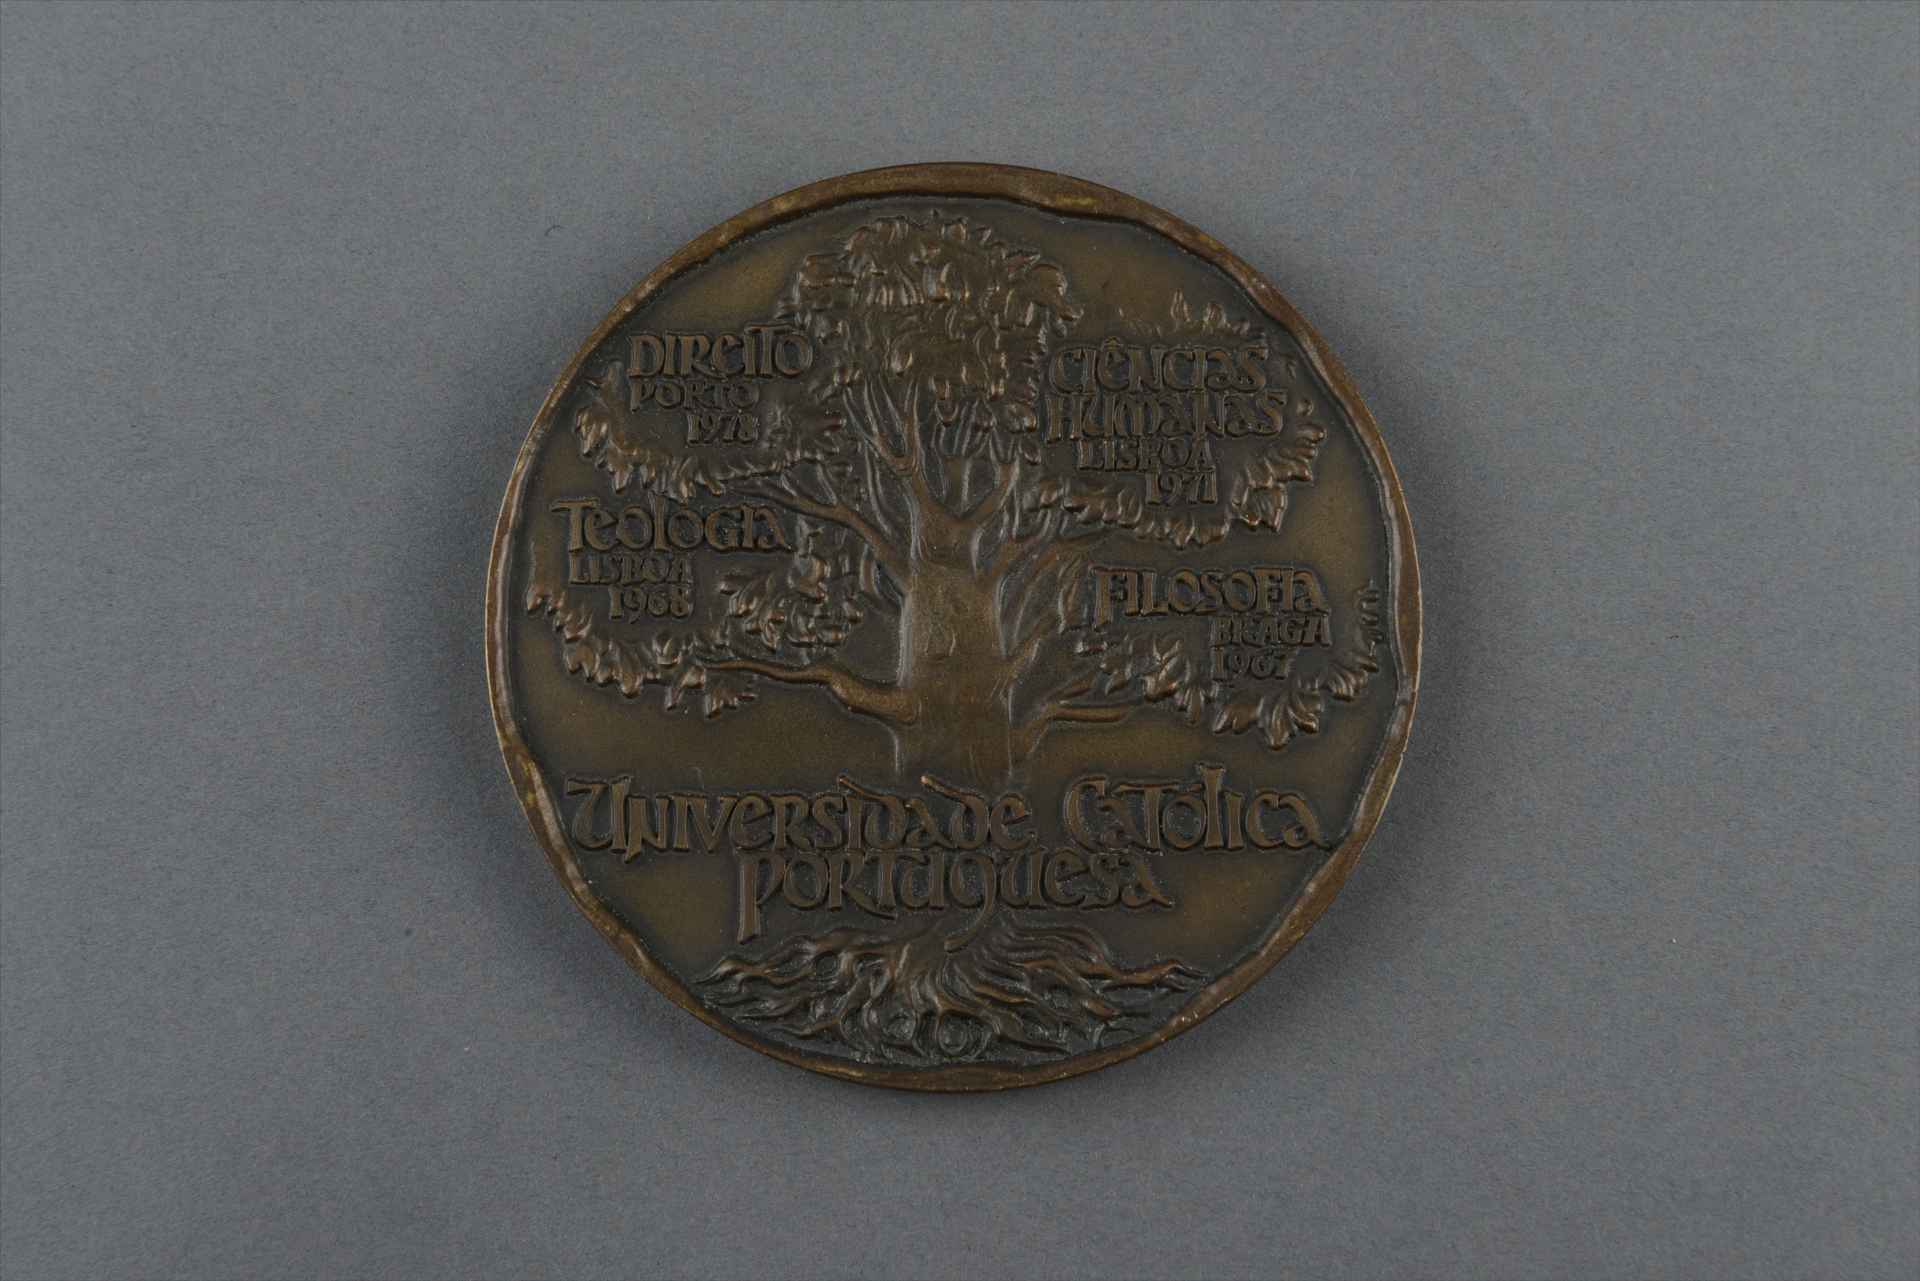 DIREITO
PORTO
1978
CIÊNCIAS
HUMANAS
LISBOA
1971
TEOLOGIA
LISBOA
1968
FILOSOFIA
BRAGA
1967
UNIVERSIDADE CATÓLICA
PORTUGUESA